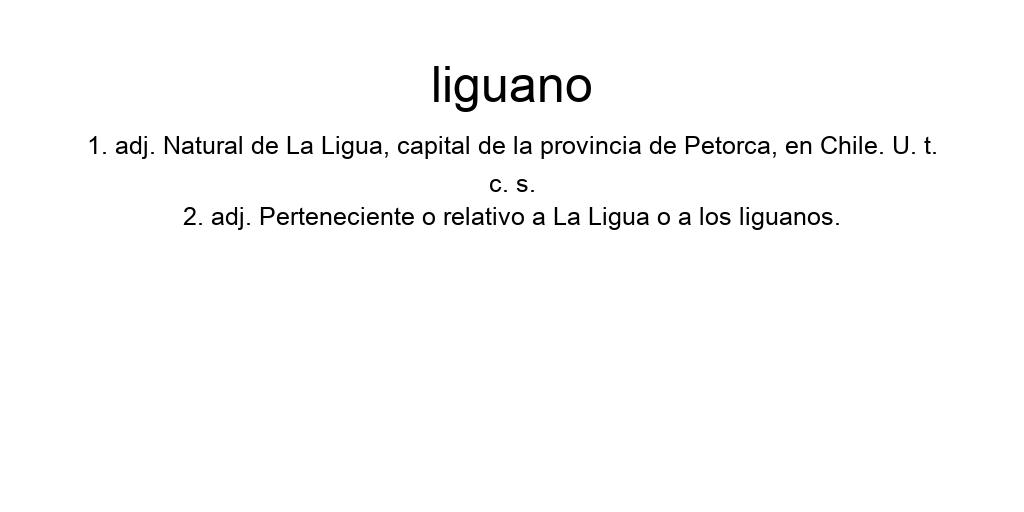 liguano
1. adj. Natural de La Ligua, capital de la provincia de Petorca, en Chile. U. t.
c. s.
2. adj. Perteneciente o relativo a La Ligua o a los liguanos.